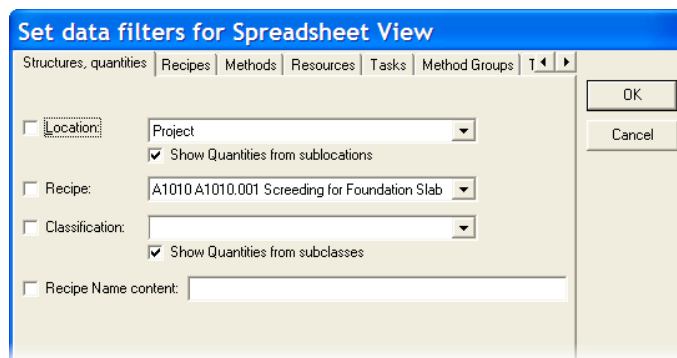 Set data filters for Spreadsheet View
Structures, quantities Recipes Methods Resources Tasks Method Groups
OK
Location: Project
Cancel
Show Quantities from sublocations
Recipe: A1010 A1010.001 Screeding for Foundation Slab
Classification:
Show Quantities from subclasses
Recipe Name content: